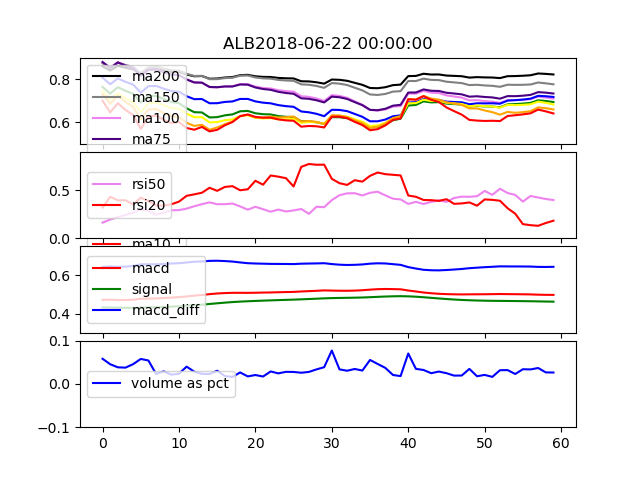 ALB2018-06-22 00:00:00
0.8
0.6
ma200
ma150
ma100
ma75
0.5
0.0
rsi50
rsi20
ma10
0.6
0.4
macd
signal
macd_diff
0.1
0.0
−0.1
volume as pct
0 10 20 30 40 50 60